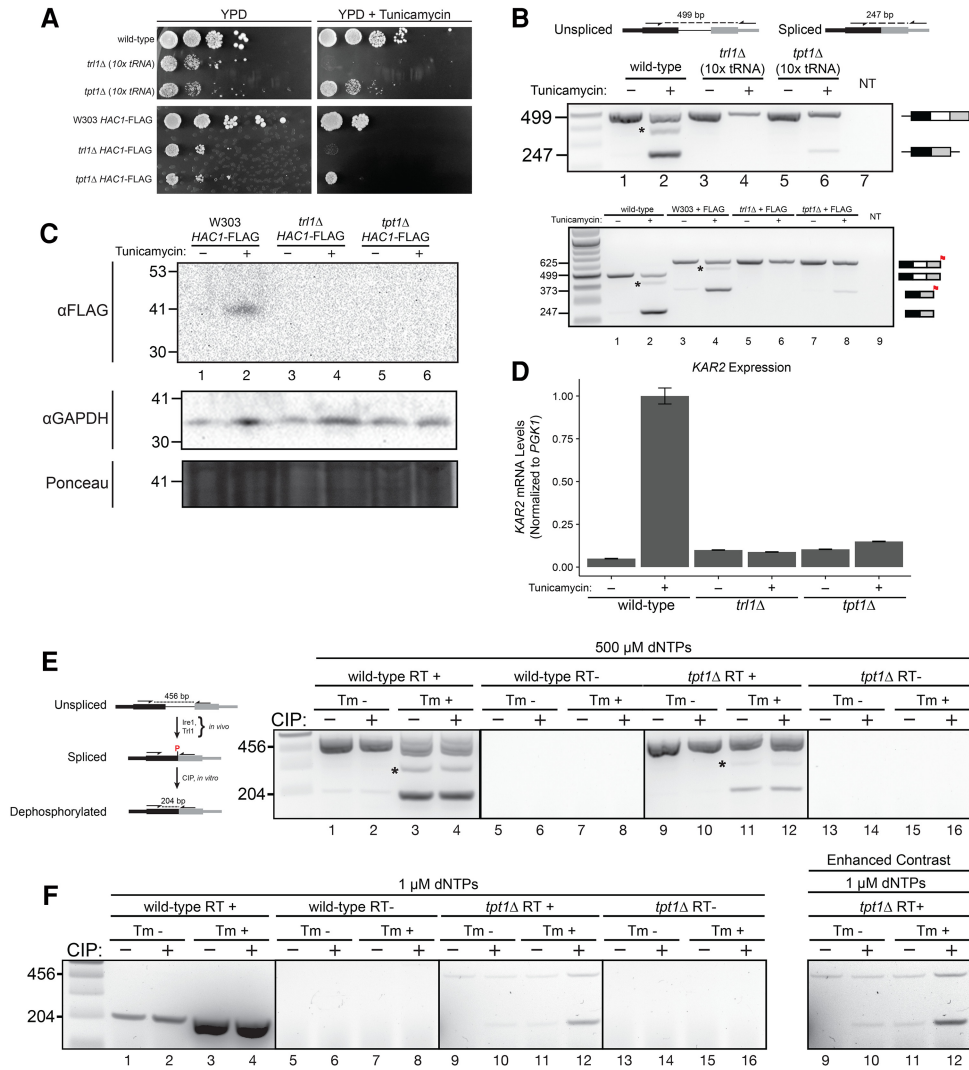 A
YPD
YPD + Tunicamycin
wild-type
trl1Δ (10x tRNA)
tpt1Δ (10x tRNA)
W303 HAC1-FLAG
trl1Δ HAC1-FLAG
tpt1Δ HAC1-FLAG
B
Unspliced
499 bp
Spliced
247 bp
wild-type
trl1Δ
(10x tRNA)
tpt1Δ
(10x tRNA)
NT
Tunicamycin: – + – + – +
499
*
247
1 2 3 4 5 6 7
wild-type W303 + FLAG trl1Δ + FLAG tpt1Δ + FLAG NT
Tunicamycin: – + – + – + – +
625
499
373
247
* *
1 2 3 4 5 6 7 8 9
C
W303
HAC1-FLAG
trl1Δ
HAC1-FLAG
tpt1Δ
HAC1-FLAG
Tunicamycin: – + – + – +
αFLAG
53
41
30
1 2 3 4 5 6
αGAPDH
41
30
Ponceau
41
D
KAR2 Expression
KAR2 mRNA Levels
(Normalized to PGK1)
1.00
0.75
0.50
0.25
0.00
Tunicamycin: – + – + – +
wild-type trl1Δ tpt1Δ
E
Unspliced
456 bp
Ire1,
Trl1
in vivo
Spliced
P
CIP, in vitro
Dephosphorylated
204 bp
500 µM dNTPs
wild-type RT + wild-type RT- tpt1Δ RT + tpt1Δ RT-
Tm - Tm + Tm - Tm + Tm - Tm + Tm - Tm +
CIP: – + – + – + – + – + – + – + – +
456
* *
204
1 2 3 4 5 6 7 8 9 10 11 12 13 14 15 16
F
1 µM dNTPs
wild-type RT + wild-type RT- tpt1Δ RT + tpt1Δ RT-
Tm - Tm + Tm - Tm + Tm - Tm + Tm - Tm +
CIP: – + – + – + – + – + – + – + – +
456
204
1 2 3 4 5 6 7 8 9 10 11 12 13 14 15 16
Enhanced Contrast
1 µM dNTPs
tpt1Δ RT+
Tm - Tm +
– + – +
9 10 11 12